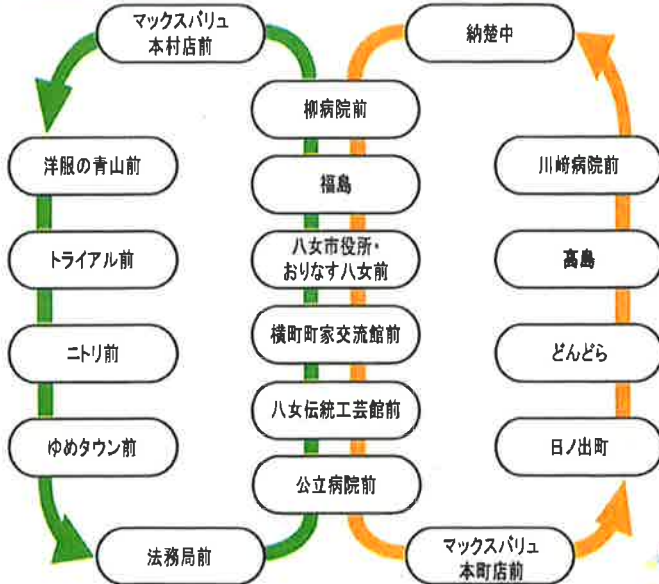 マックスバリュ
本村店前
洋服の青山前
トライアル前
ニトリ前
ゆめタウン前
法務局前
柳病院前
福島
八女市役所・
おりなす八女前
横町町家交流館前
八女伝統工芸館前
公立病院前
納楚中
川崎病院前
高島
どんどら
日ノ出町
マックスバリュ
本町店前